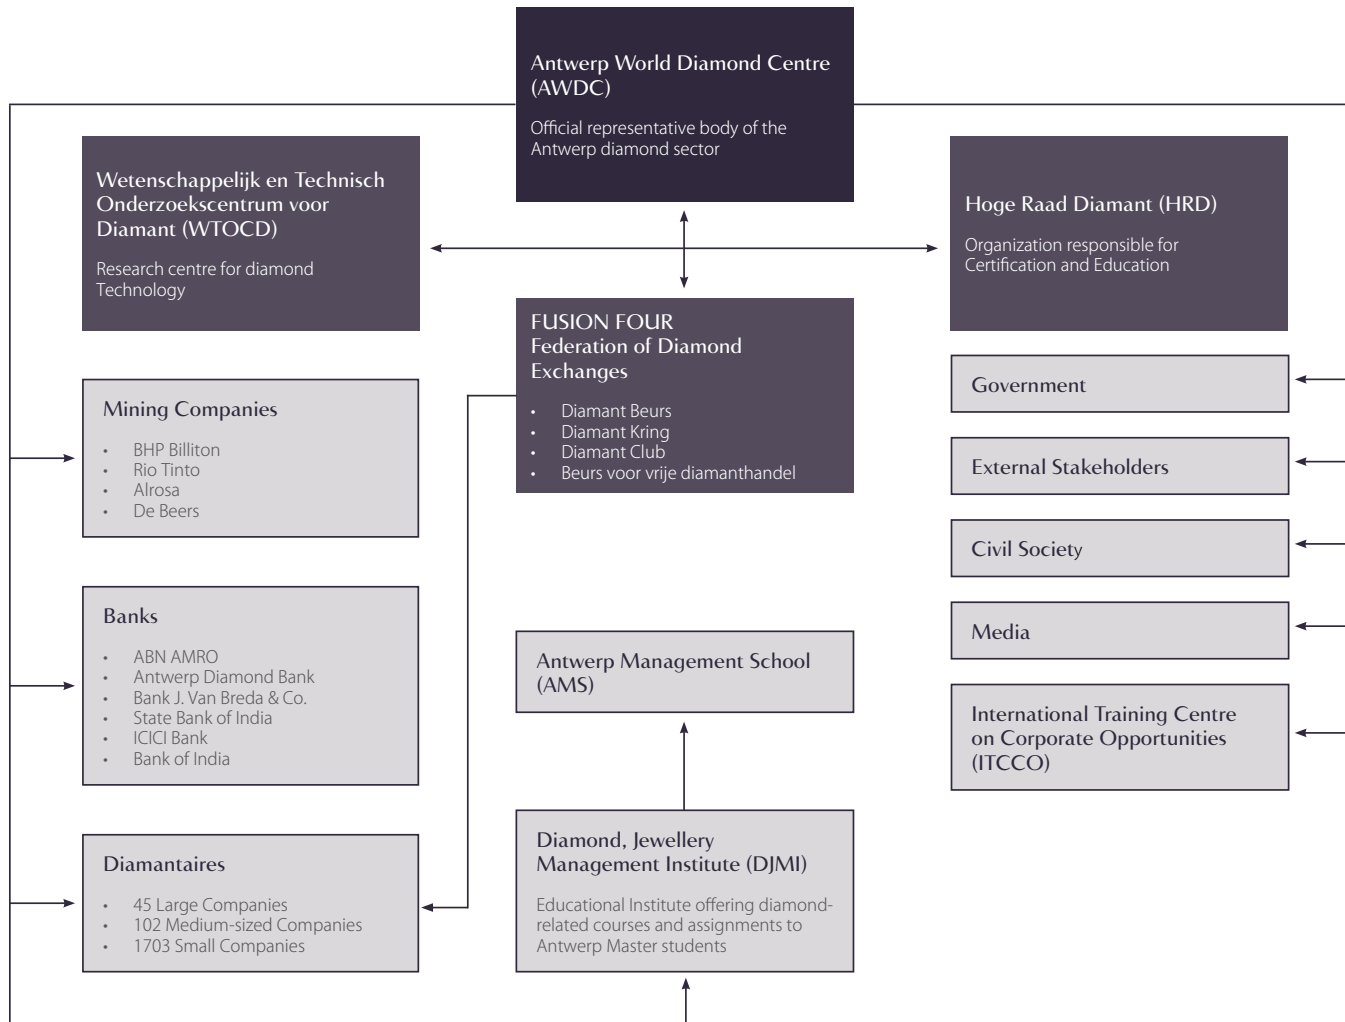 Antwerp World Diamond Centre
(AWDC)
Official representative body of the
Antwerp diamond sector
Wetenschappelijk en Technisch
Onderzoekscentrum voor
Diamant (WTOCD)
Research centre for diamond
Technology
Hoge Raad Diamant (HRD)
Organization responsible for
Certification and Education
FUSION FOUR
Federation of Diamond
Exchanges
• Diamant Beurs
• Diamant Kring
• Diamant Club
• Beurs voor vrije diamanthandel
Mining Companies
• BHP Billiton
• Rio Tinto
• Alrosa
• De Beers
Banks
• ABN AMRO
• Antwerp Diamond Bank
• Bank J. Van Breda & Co.
• State Bank of India
• ICICI Bank
• Bank of India
Diamantaires
• 45 Large Companies
• 102 Medium-sized Companies
• 1703 Small Companies
Antwerp Management School
(AMS)
Diamond, Jewellery
Management Institute (DJMI)
Educational Institute offering diamond-
related courses and assignments to
Antwerp Master students
Government
External Stakeholders
Civil Society
Media
International Training Centre
on Corporate Opportunities
(ITCCO)